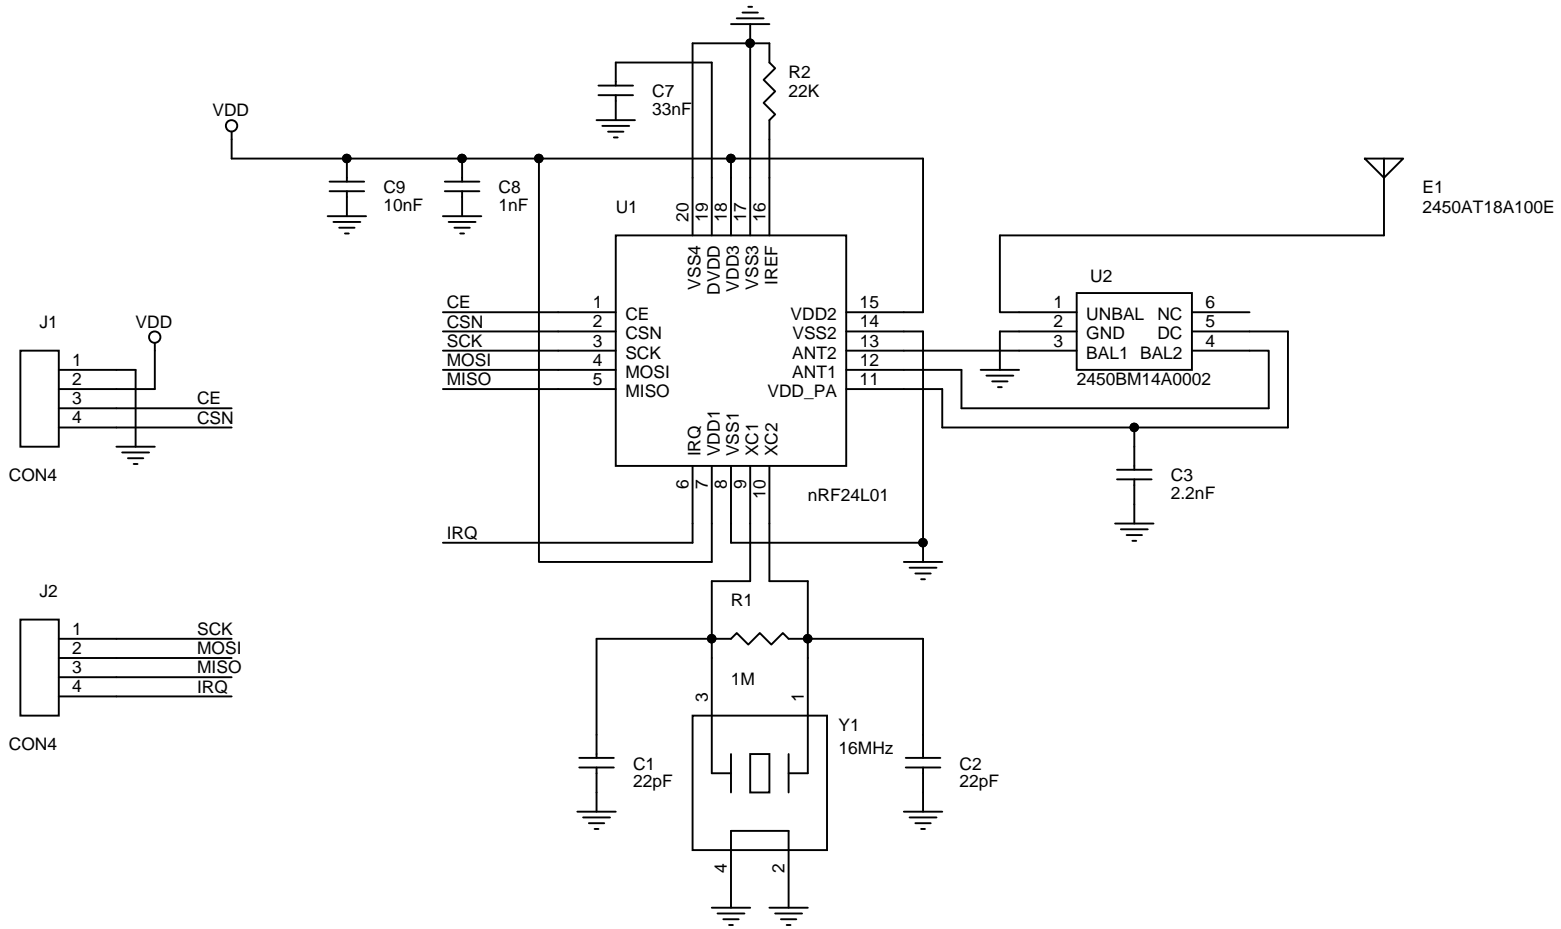 R2
22K
C7
33nF
VDD
C9
10nF
C8
1nF
E1
2450AT18A100E
U1
20
19
18
17
16
VSS4
DVDD
VDD3
VSS3
IREF
U2
CE
CSN
SCK
MOSI
MISO
1
2
3
4
5
CE
CSN
SCK
MOSI
MISO
VDD2
VSS2
ANT2
ANT1
VDD_PA
15
14
13
12
11
1
2
3
UNBAL NC
GND DC
BAL1 BAL2
6
5
4
2450BM14A0002
J1
VDD
1
2
3
4
CE
CSN
CON4
IRQ
VDD1
VSS1
XC1
XC2
6
7
8
9
10
nRF24L01
C3
2.2nF
IRQ
J2
1
2
3
4
SCK
MOSI
MISO
IRQ
CON4
R1
1M
3
1
Y1
16MHz
C1
22pF
C2
22pF
4
2